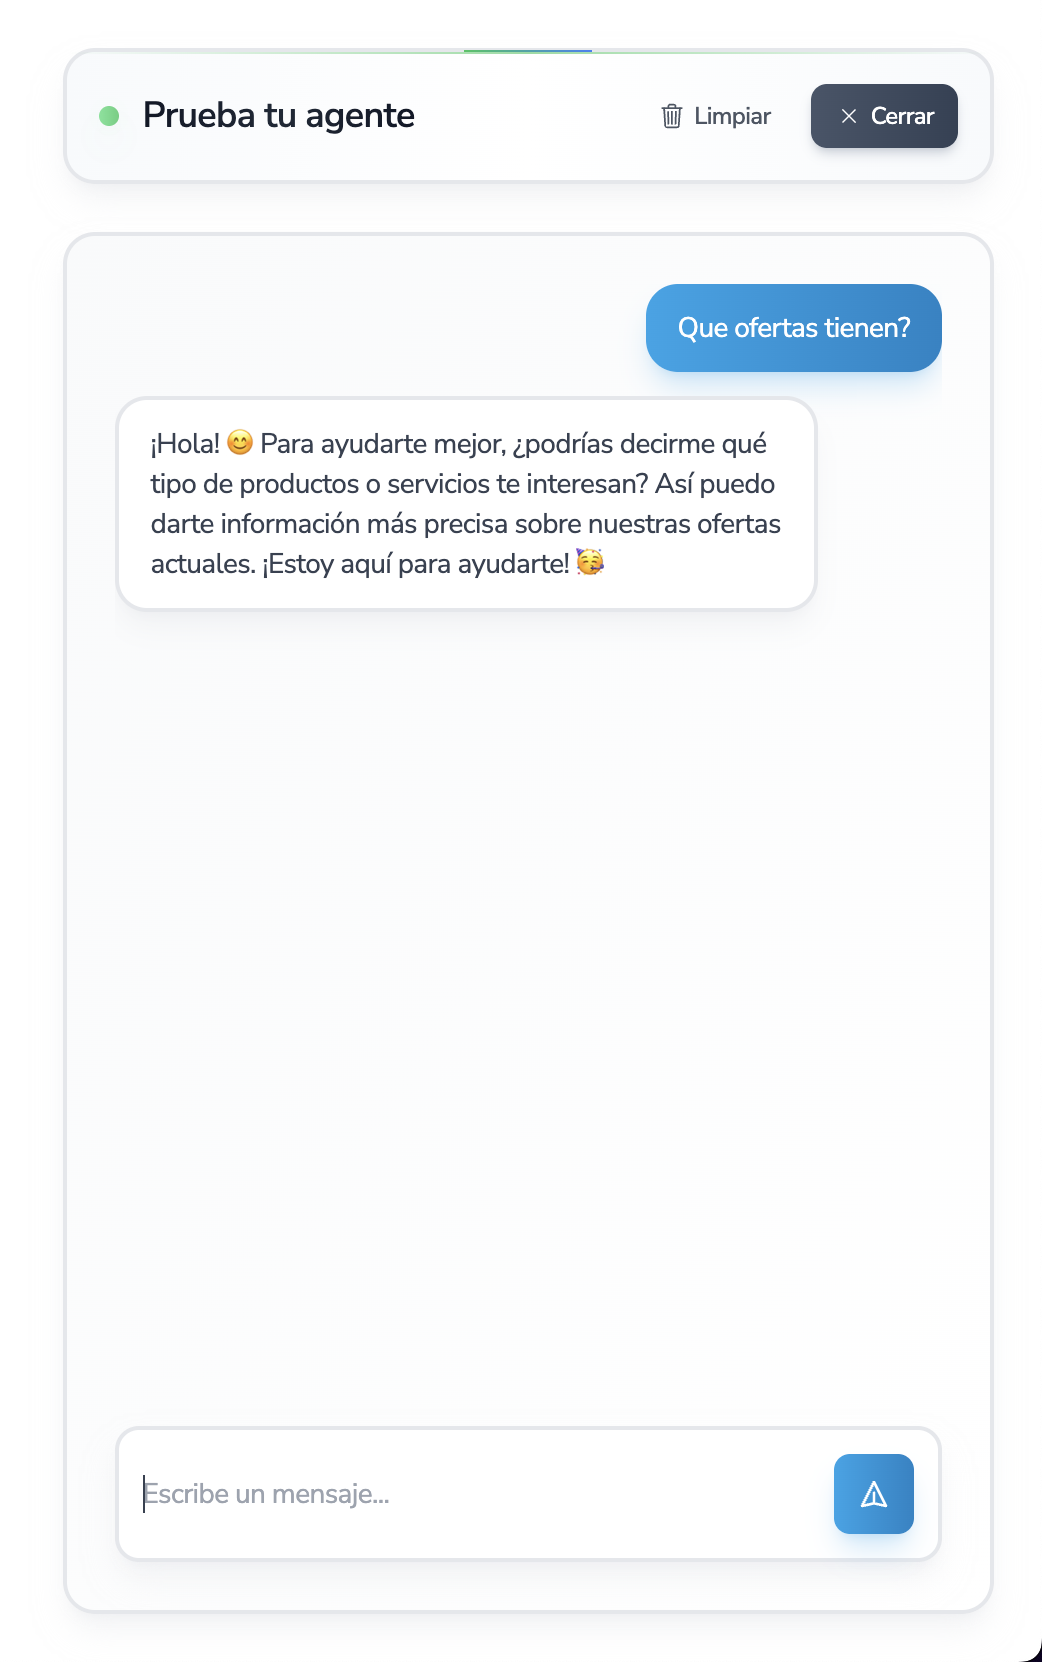 Prueba tu agente
Limpiar
Cerrar
Que ofertas tienen?
¡Hola! 😊 Para ayudarte mejor, ¿podrías decirme qué
tipo de productos o servicios te interesan? Así puedo
darte información más precisa sobre nuestras ofertas
actuales. ¡Estoy aquí para ayudarte! 🥳
Escribe un mensaje...